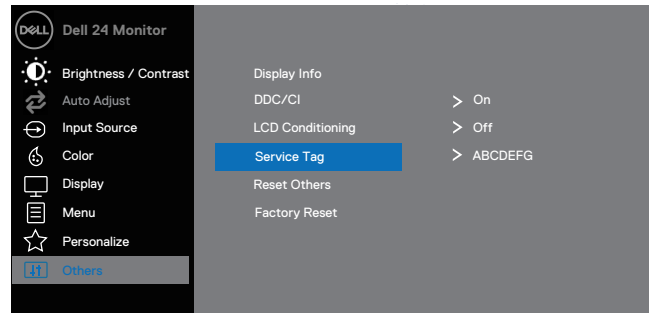 DELL Dell 24 Monitor
Brightness / Contrast Display Info
Auto Adjust DDC/CI > On
Input Source LCD Conditioning > Off
Color Service Tag > ABCDEFG
Display Reset Others
Menu Factory Reset
Personalize
Others